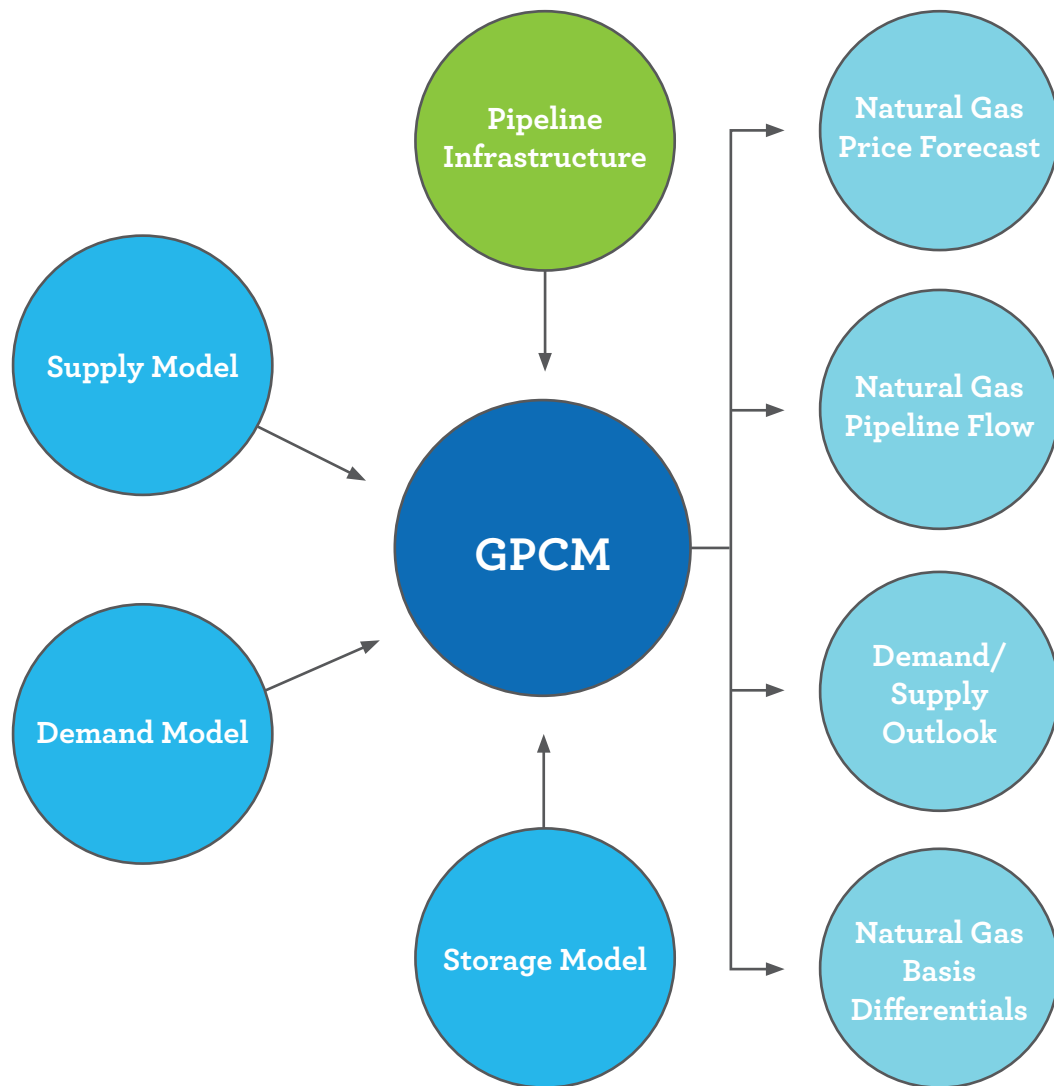 Pipeline
Infrastructure
Supply Model
Demand Model
GPCM
Storage Model
Natural Gas
Price Forecast
Natural Gas
Pipeline Flow
Demand/
Supply
Outlook
Natural Gas
Basis
Differentials